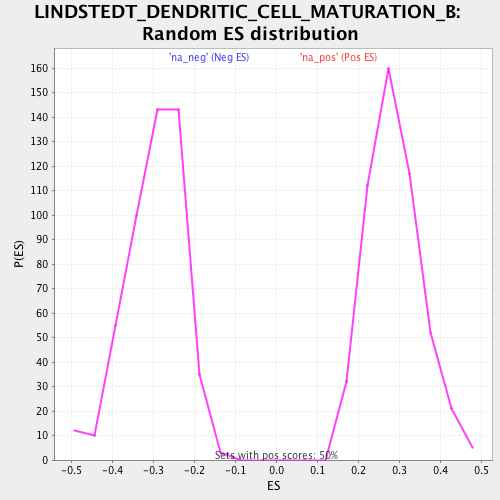 LINDSTEDT_DENDRITIC_CELL_MATURATION_B:
Random ES distribution
'na_neg' (Neg ES)
'na_pos' (Pos ES)
P(ES)
160
150
140
130
120
110
100
90
80
70
60
50
40
30
20
10
0
Sets with pos scores: 50%
-0.5 -0.4 -0.3 -0.2 -0.1 0.0 0.1 0.2 0.3 0.4 0.5
ES